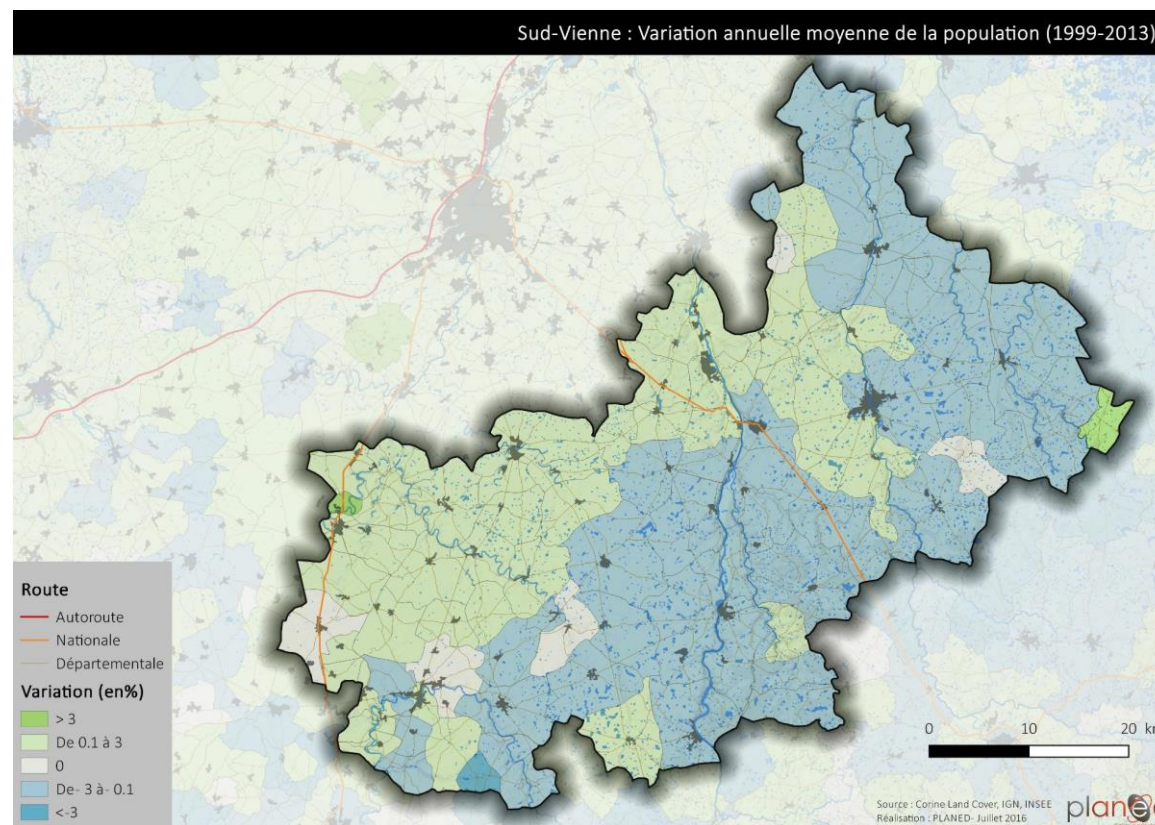 Sud-Vienne : Variation annuelle moyenne de la population (1999-2013)
Route
Autoroute
Nationale
Départementale
Variation (en%)
> 3
De 0.1 à 3
0
De- 3 à- 0.1
<-3
0 10 20 km
Source : Corine Land Cover, IGN, INSEE
Réalisation : PLANED- Juillet 2016